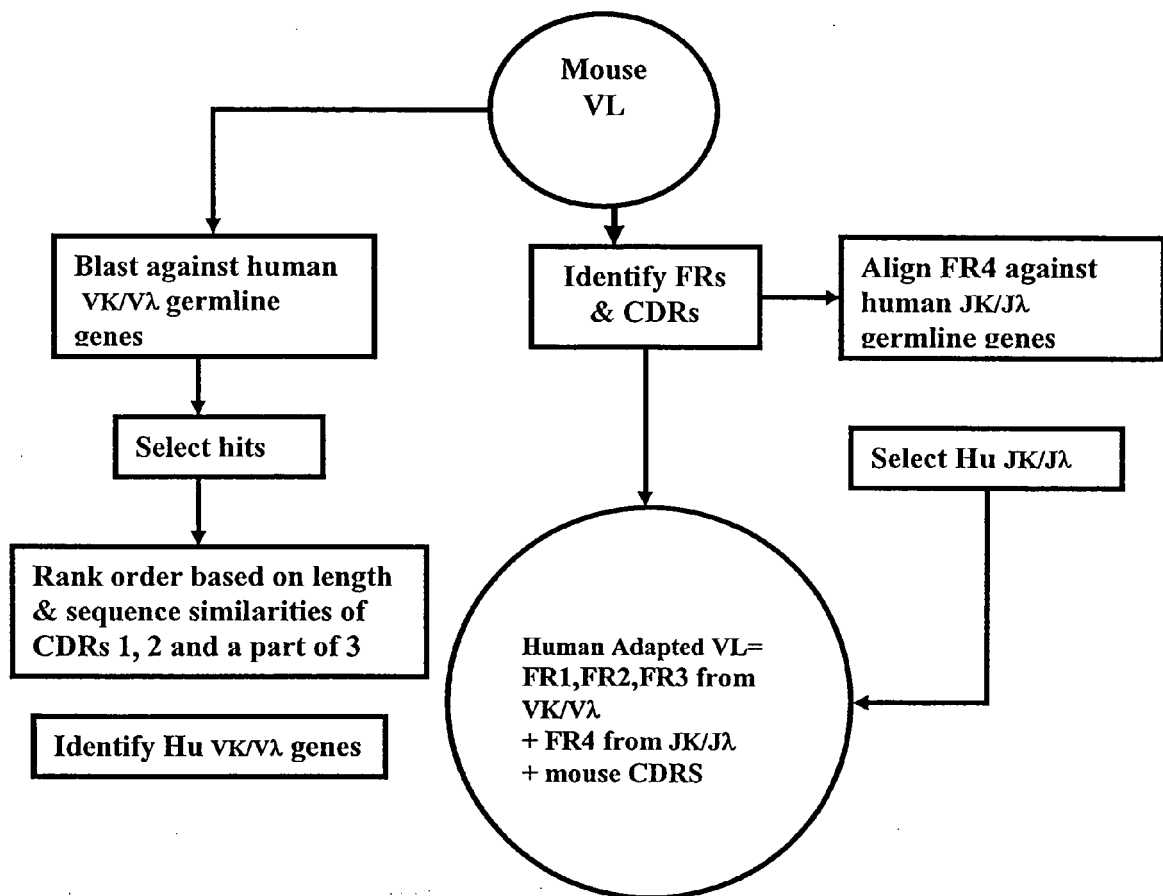 Mouse
VL
Blast against human
VK/Vλ germline
genes
Identify FRs
& CDRs
Align FR4 against
human JK/Jλ
germline genes
Select hits
Select Hu JK/Jλ
Rank order based on length
& sequence similarities of
CDRs 1, 2 and a part of 3
Identify Hu VK/Vλ genes
Human Adapted VL=
FR1,FR2,FR3 from
VK/Vλ
+ FR4 from JK/Jλ
+ mouse CDRS